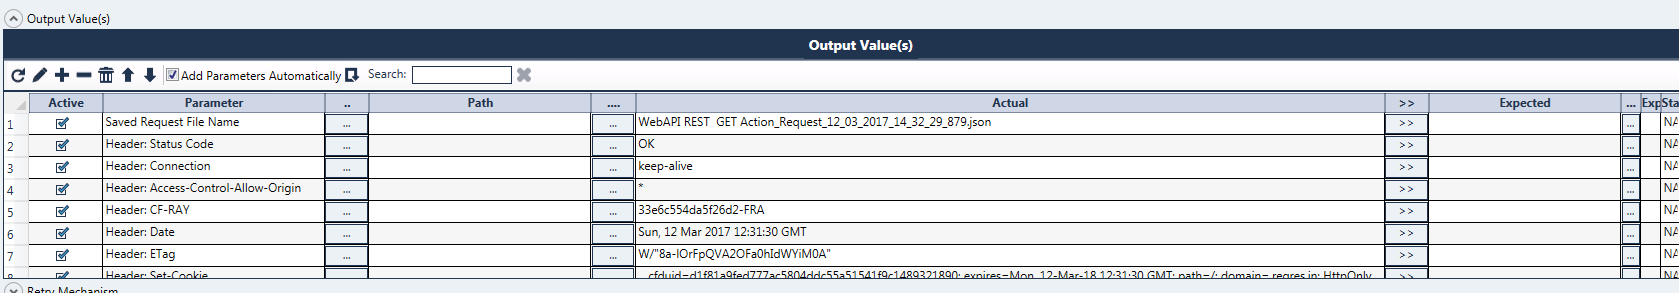 Output Value(s)
Output Value(s)
Add Parameters Automatically Search:
Active Parameter .. Path .... Actual >> Expected ... Exp Sta
1 Saved Request File Name ... ... WebAPI REST GET Action_Request_12_03_2017_14_32_29_879.json >> ... NA
2 Header: Status Code ... ... OK >> ... NA
3 Header: Connection ... ... keep-alive >> ... NA
4 Header: Access-Control-Allow-Origin ... ... * >> ... NA
5 Header: CF-RAY ... ... 33e6c554da5f26d2-FRA >> ... NA
6 Header: Date ... ... Sun, 12 Mar 2017 12:31:30 GMT >> ... NA
7 Header: ETag ... ... W/"8a-lOrFpQVA2OFa0hIdWYiM0A" >> ... NA
8 Header: Set-Cookie __cfduid=d1f81a9fed777ac5804ddc55a51541f9c1489321890; expires=Mon, 12-Mar-18 12:31:30 GMT; path=/; domain=.reqres.in; HttpOnly NA
Retry Mechanism